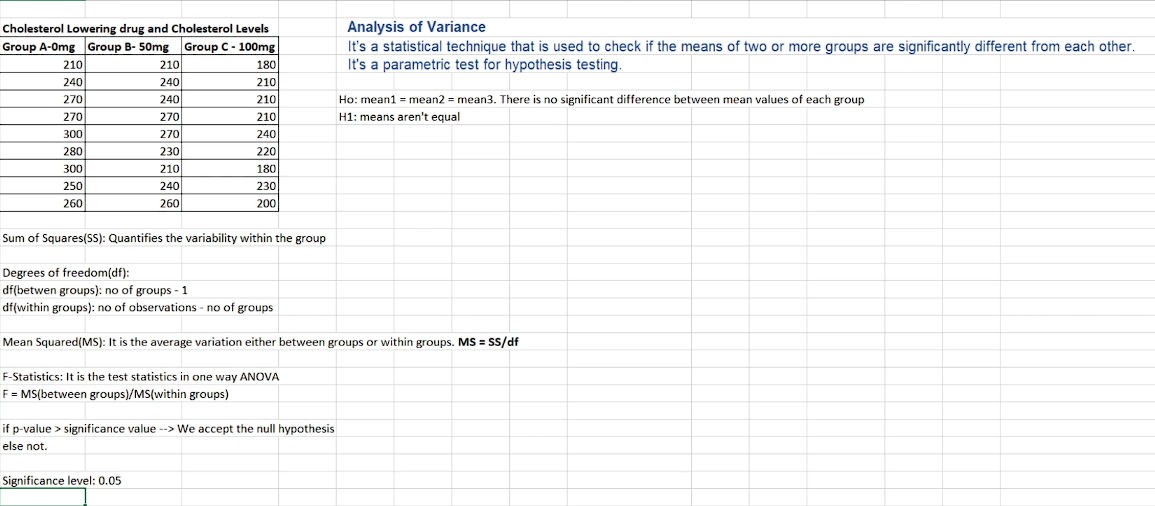 Cholesterol Lowering drug and Cholesterol Levels
Group A-0mg Group B- 50mg Group C - 100mg
210 210 180
240 240 210
270 240 210
270 270 210
300 270 240
280 230 220
300 210 180
250 240 230
260 260 200
Analysis of Variance
It's a statistical technique that is used to check if the means of two or more groups are significantly different from each other.
It's a parametric test for hypothesis testing.
Ho: mean1 = mean2 = mean3. There is no significant difference between mean values of each group
H1: means aren't equal
Sum of Squares(SS): Quantifies the variability within the group
Degrees of freedom(df):
df(betwen groups): no of groups - 1
df(within groups): no of observations - no of groups
Mean Squared(MS): It is the average variation either between groups or within groups. MS = SS/df
F-Statistics: It is the test statistics in one way ANOVA
F = MS(between groups)/MS(within groups)
if p-value > significance value --> We accept the null hypothesis
else not.
Significance level: 0.05